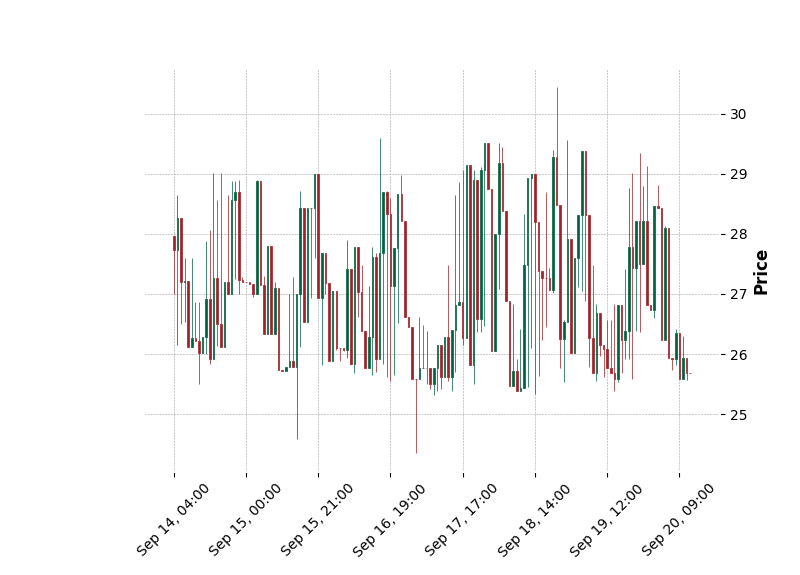 30
29
28
27
26
25
Price
Sep 14, 04:00
Sep 15, 00:00
Sep 15, 21:00
Sep 16, 19:00
Sep 17, 17:00
Sep 18, 14:00
Sep 19, 12:00
Sep 20, 09:00